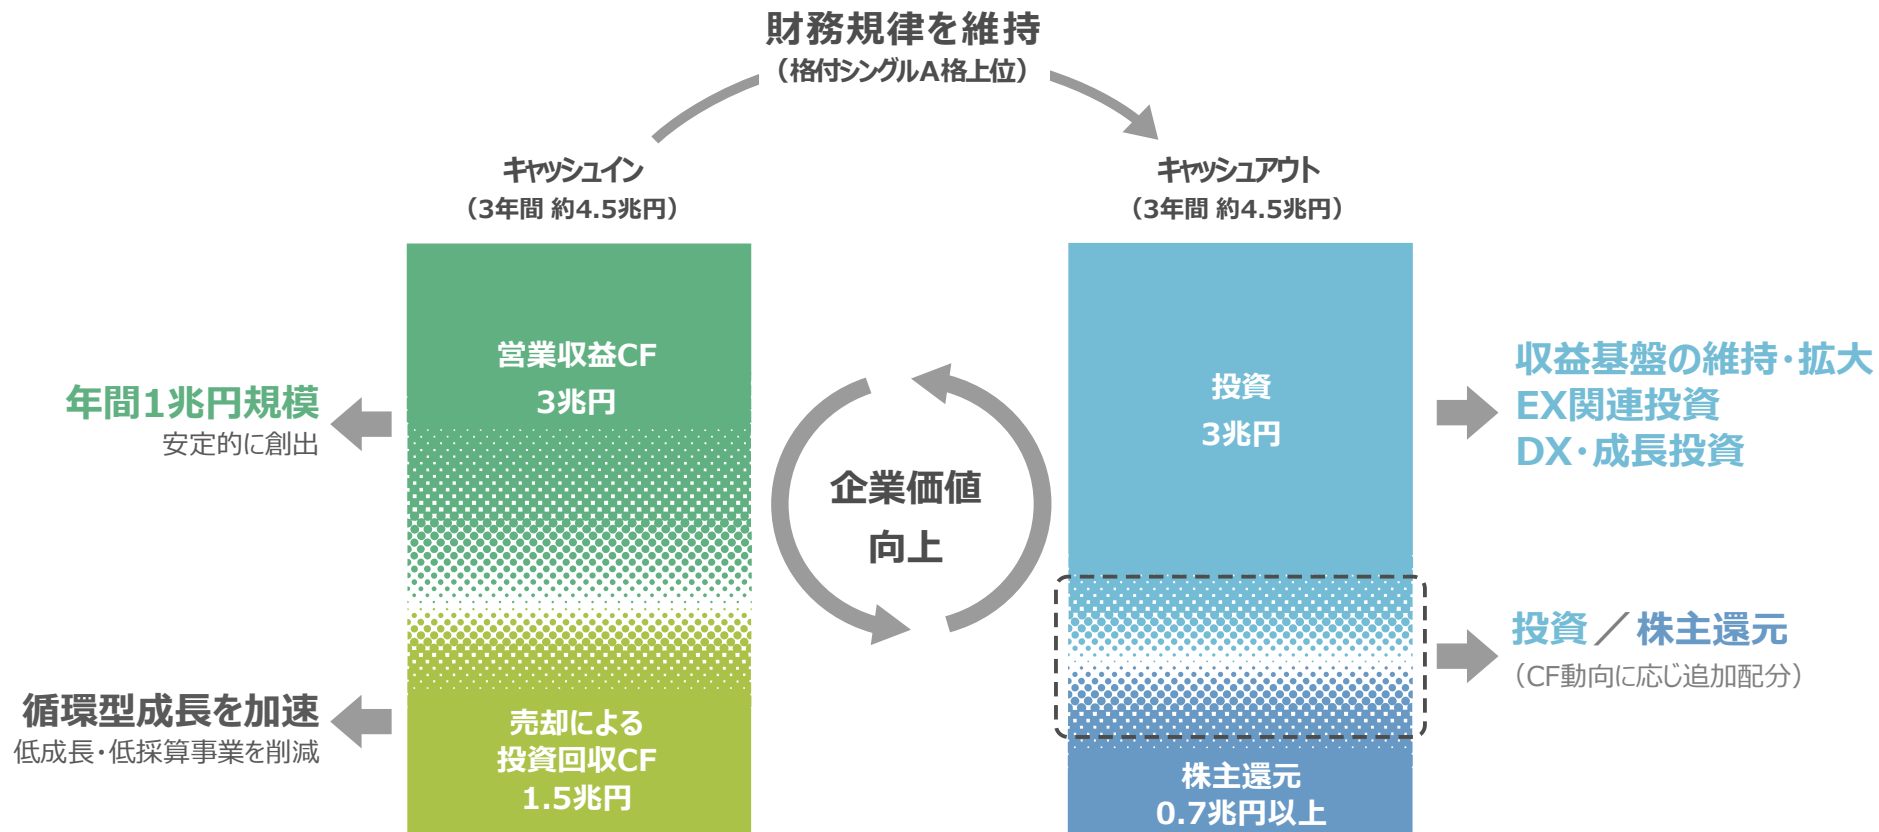 財務規律を維持
（格付シングルA格上位）
キャッシュイン
（3年間 約4.5兆円）
キャッシュアウト
（3年間 約4.5兆円）
営業収益CF
3兆円
年間1兆円規模
安定的に創出
売却による
投資回収CF
1.5兆円
循環型成長を加速
低成長・低採算事業を削減
企業価値
向上
投資
3兆円
収益基盤の維持・拡大
EX関連投資
DX・成長投資
投資／株主還元
（CF動向に応じ追加配分）
株主還元
0.7兆円以上